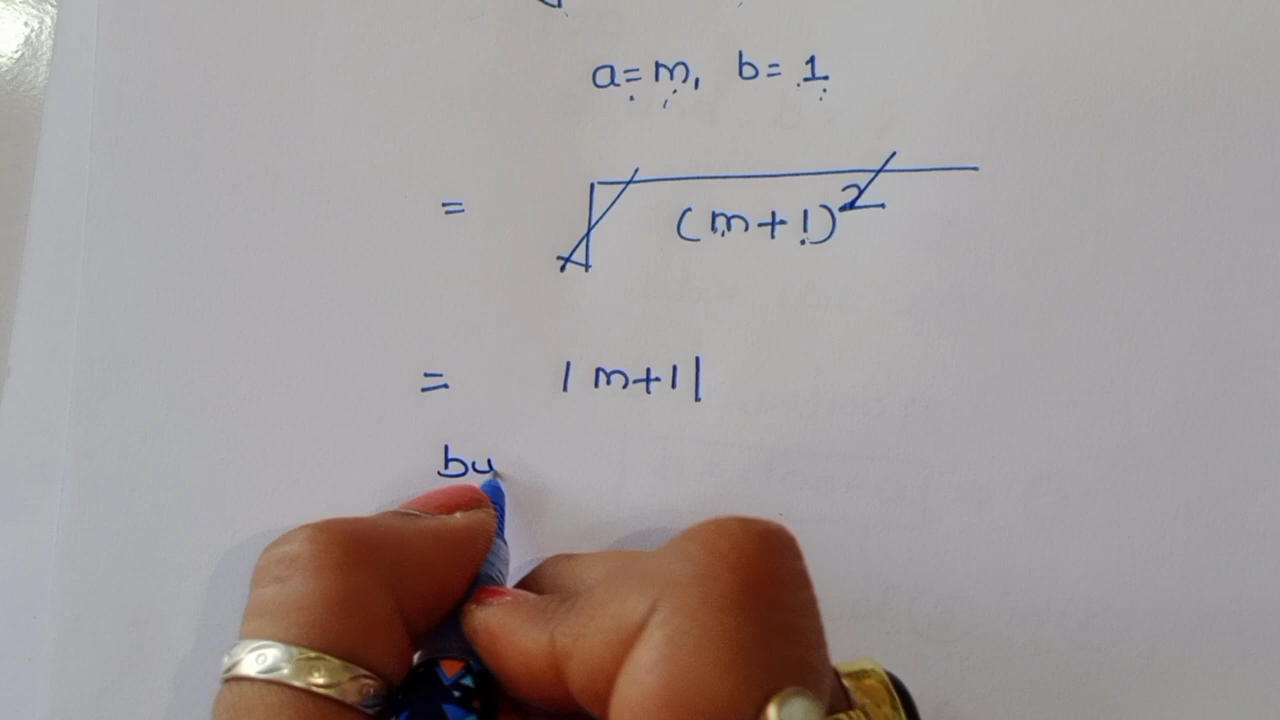 a=m, b=1
= √(m+1)²
= |m+1|
bu